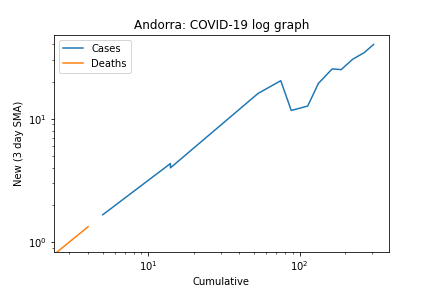 Andorra: COVID-19 log graph
Cases
Deaths
New (3 day SMA)
10¹
10⁰
10¹
10²
Cumulative